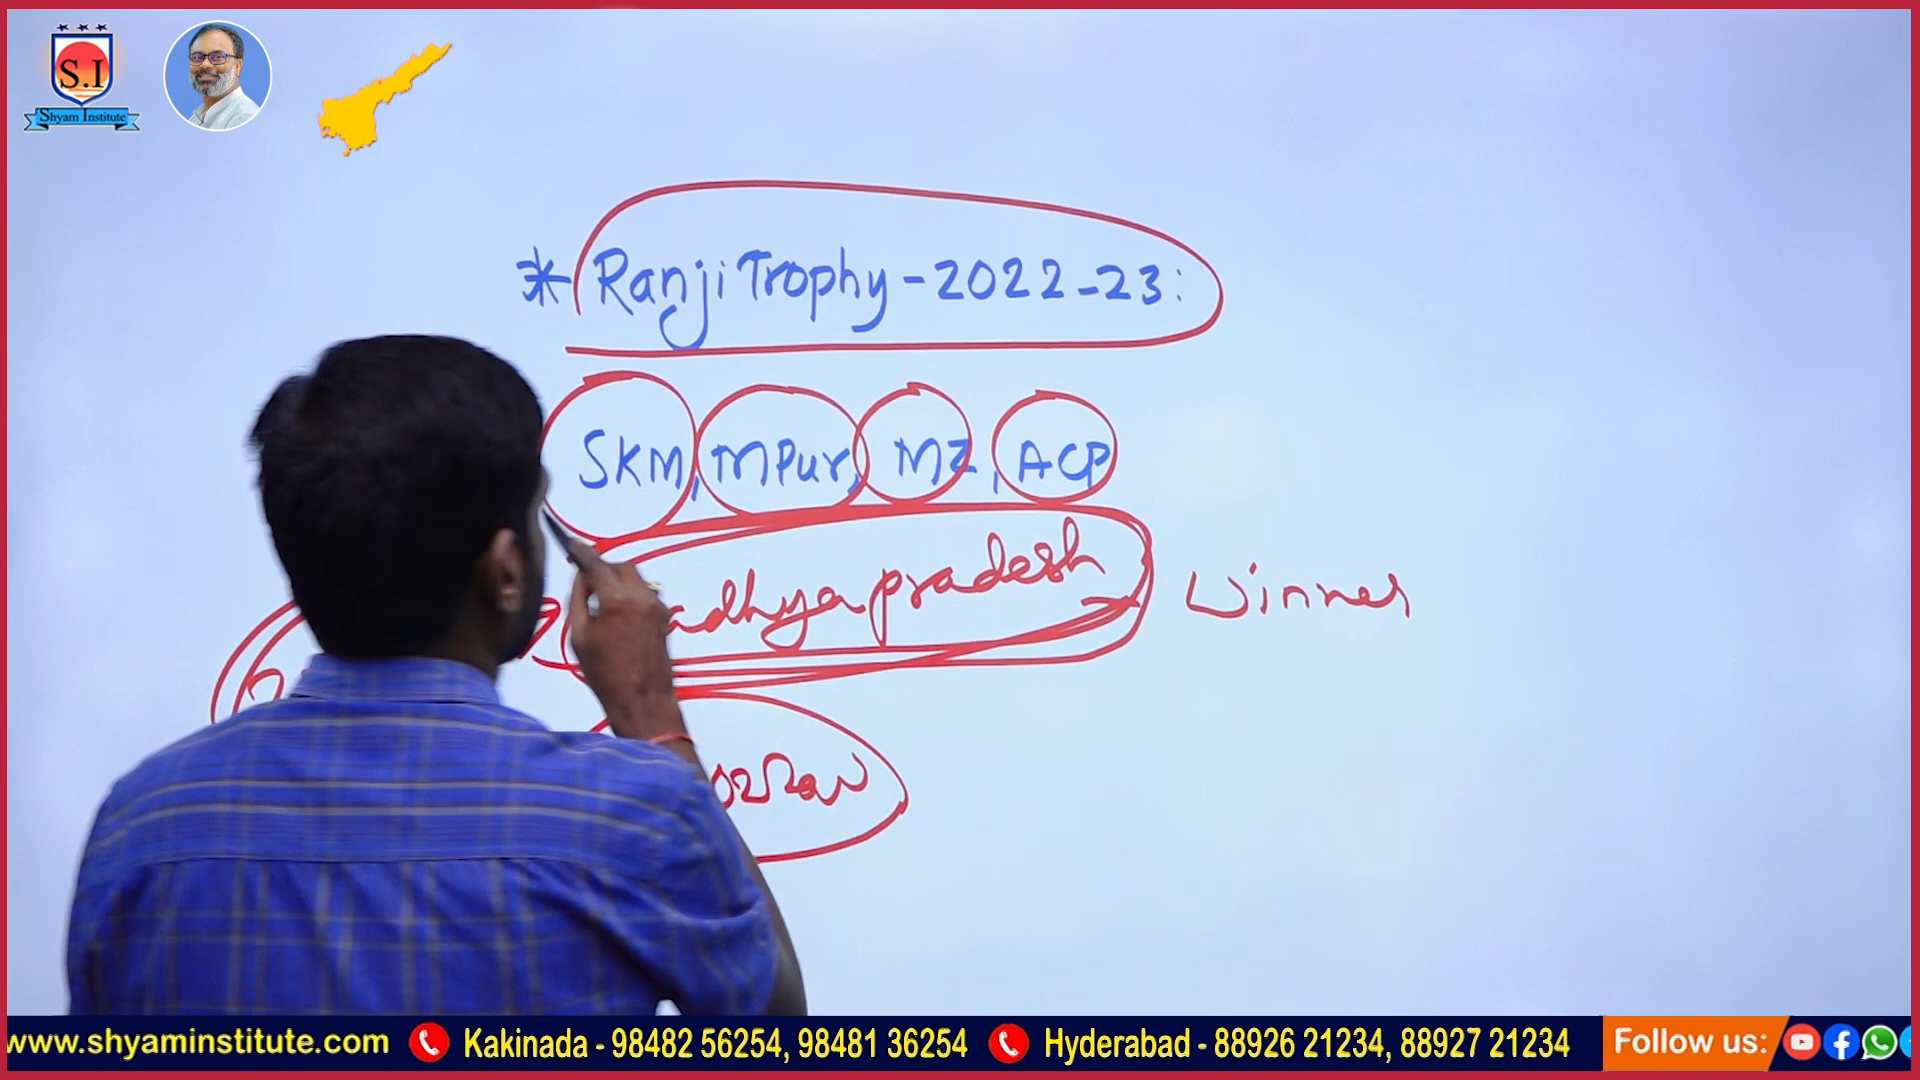 S.I
Shyam Institute
* Ranji Trophy - 2022-23:
SKM, MPur, MZ, ACP
adhya pradesh
Winner
www.shyaminstitute.com Kakinada - 98482 56254, 98481 36254 Hyderabad - 88926 21234, 88927 21234 Follow us: